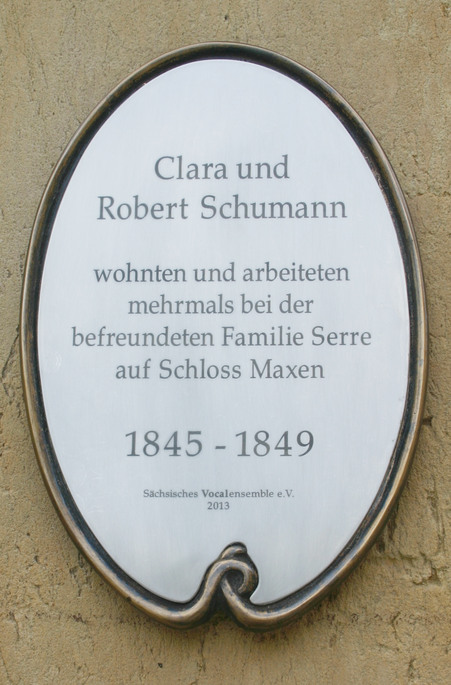 Clara und
Robert Schumann
wohnten und arbeiteten
mehrmals bei der
befreundeten Familie Serre
auf Schloss Maxen
1845 - 1849
Sächsisches Vocalensemble e.V.
2013